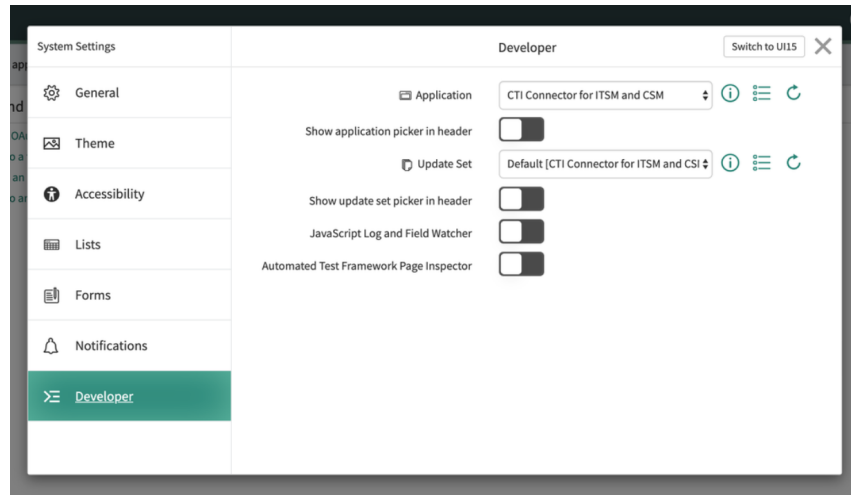 System Settings
Developer
Switch to UI15
General
Theme
Accessibility
Lists
Forms
Notifications
Developer
Application
CTI Connector for ITSM and CSM
Show application picker in header
Update Set
Default [CTI Connector for ITSM and CSI
Show update set picker in header
JavaScript Log and Field Watcher
Automated Test Framework Page Inspector